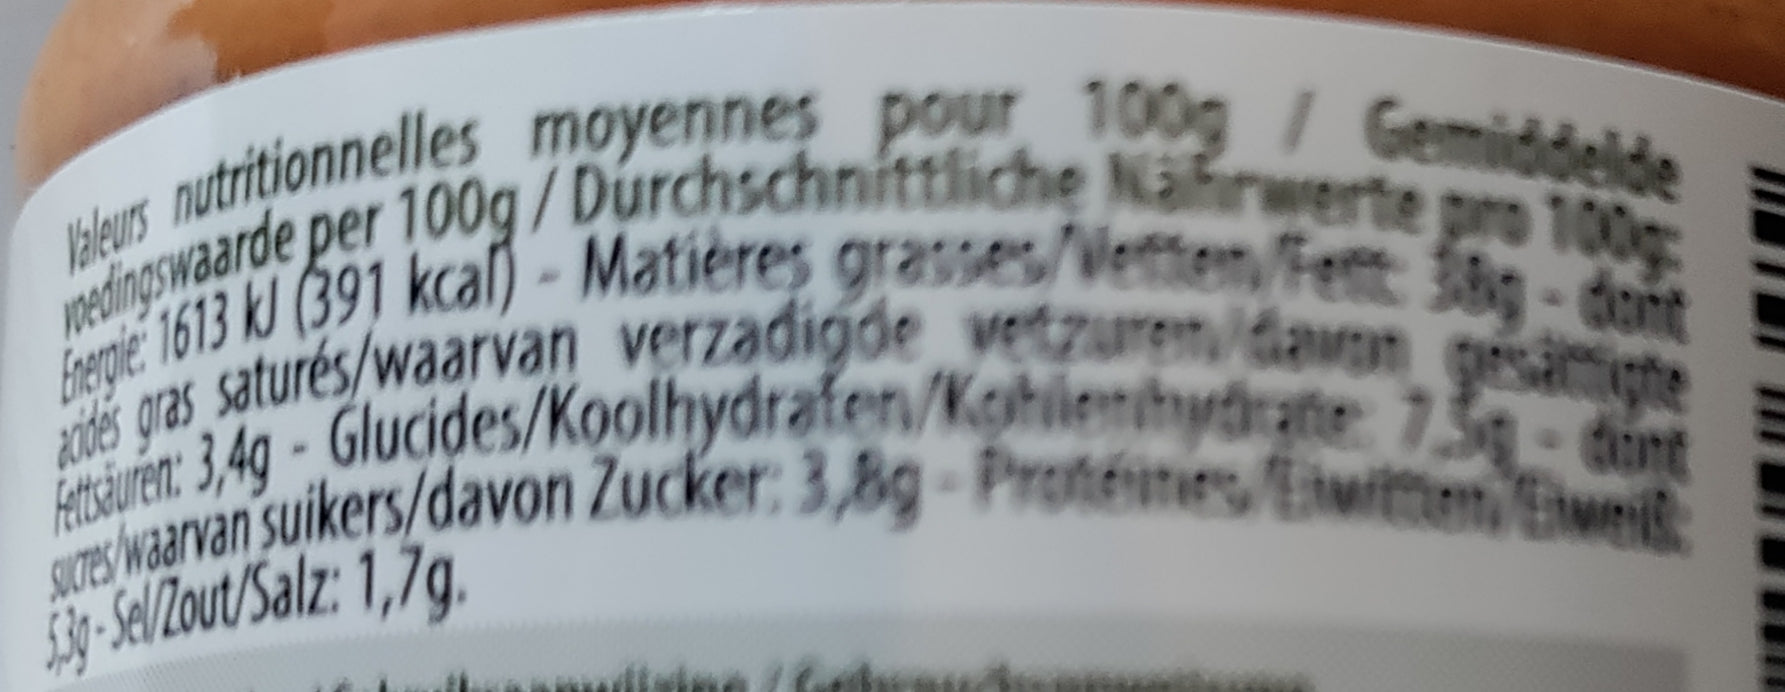 Valeurs nutritionnelles moyennes pour 100g / Gemiddelde
voedingswaarde per 100g / Durchschnittliche Nährwerte pro 100g:
Energie: 1613 kJ (391 kcal) - Matières grasses/Vetten/Fett: 38g - dont
acides gras saturés/waarvan verzadigde vetzuren/davon gesättigte
Fettsäuren: 3,4g - Glucides/Koolhydraten/Kohlenhydrate: 7,5g - dont
sucres/waarvan suikers/davon Zucker: 3,8g - Protéines/Eiwitten/Eiweiß:
5,3g - Sel/Zout/Salz: 1,7g.